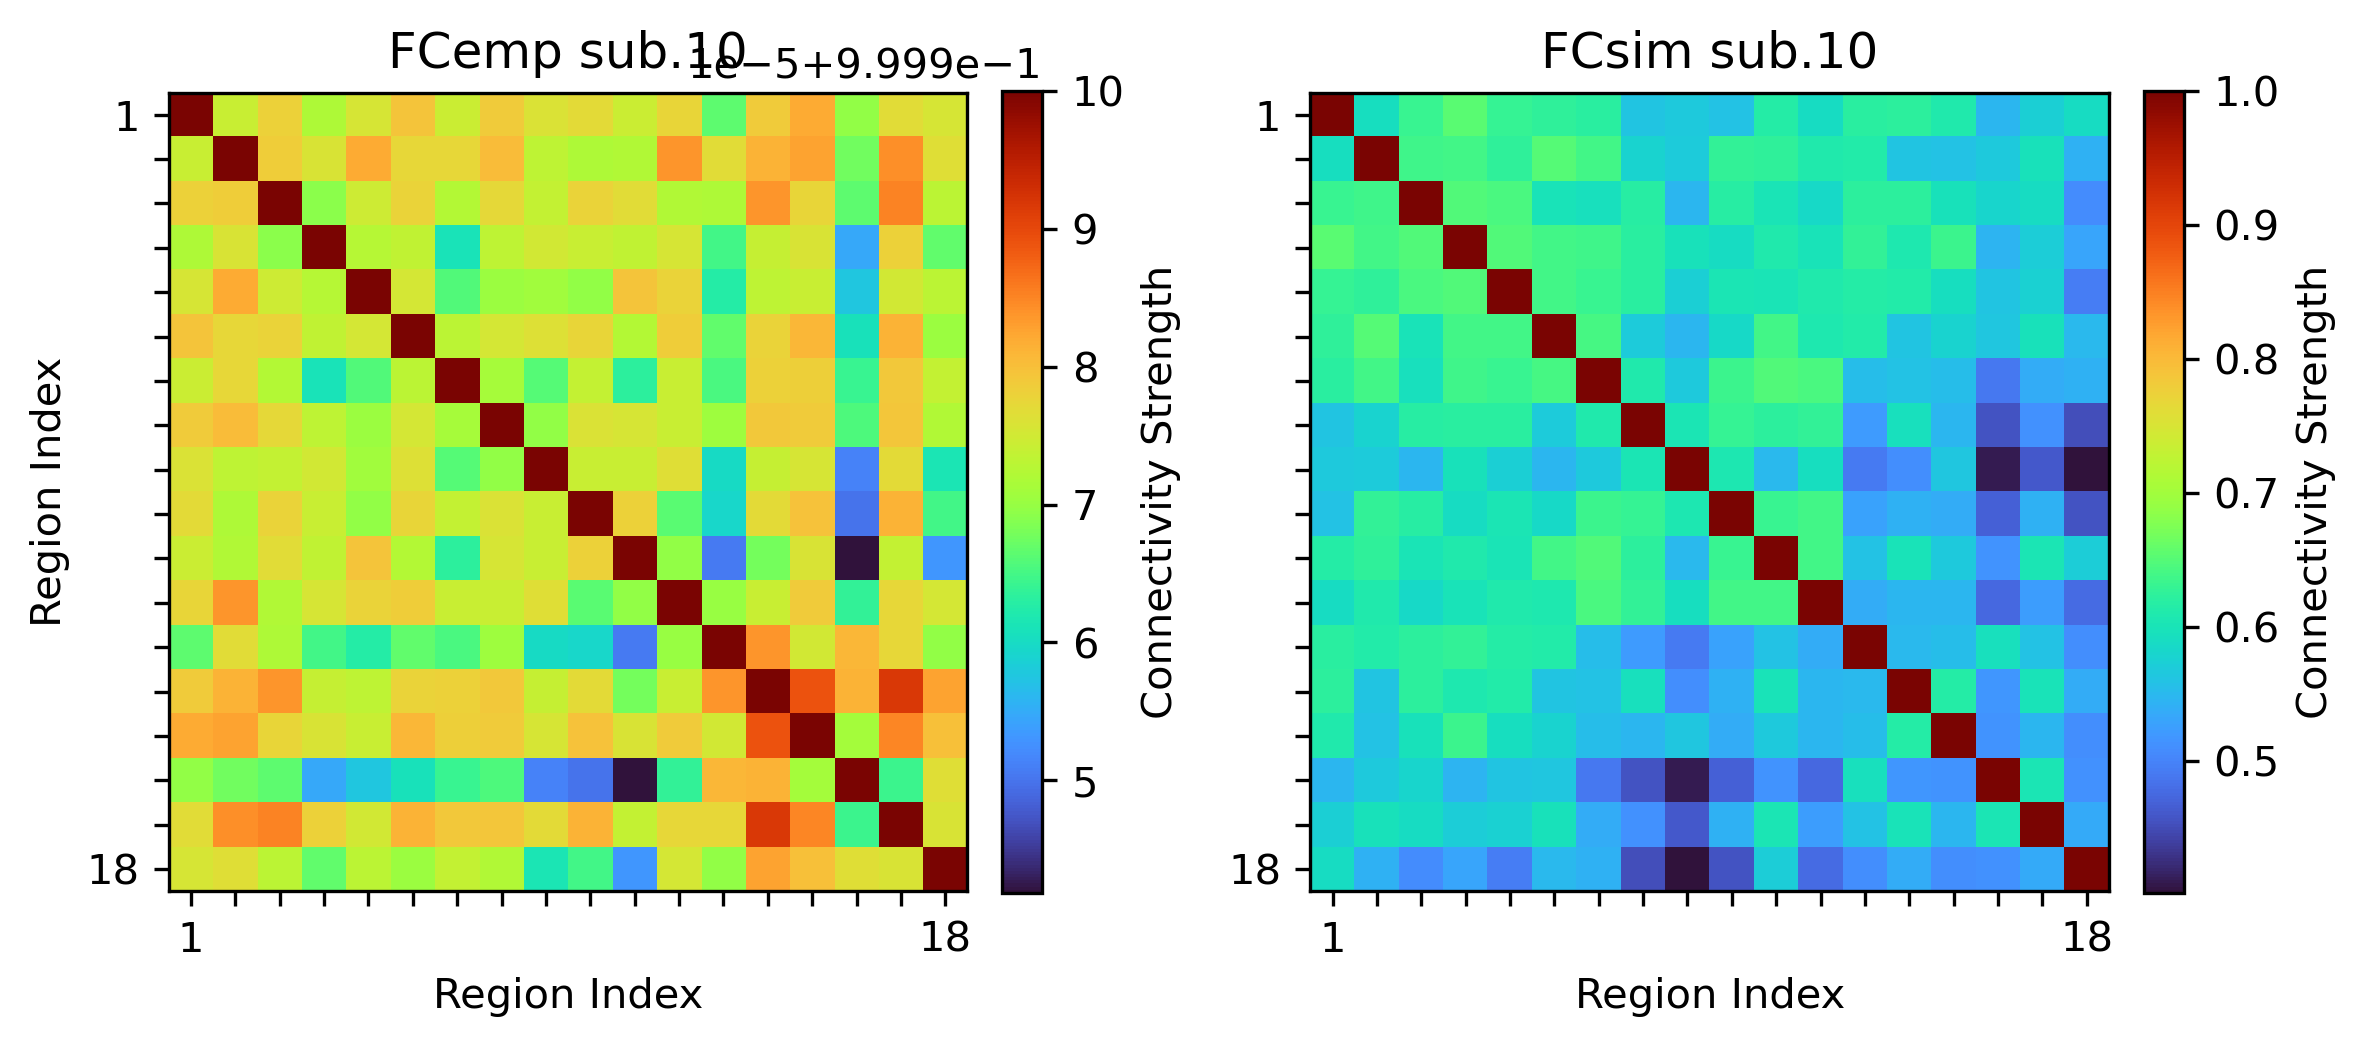 FCemp sub.10
1e−5+9.999e−1
1
18
1
18
Region Index
Region Index
10
9
8
7
6
5
Connectivity Strength
FCsim sub.10
1
18
1
18
Region Index
1.0
0.9
0.8
0.7
0.6
0.5
Connectivity Strength